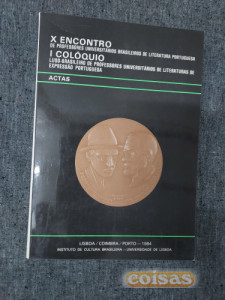 X ENCONTRO
DE PROFESSORES UNIVERSITÁRIOS BRASILEIROS DE LITERATURA PORTUGUESA
I COLÓQUIO
LUSO-BRASILEIRO DE PROFESSORES UNIVERSITÁRIOS DE LITERATURAS DE
EXPRESSÃO PORTUGUESA
ACTAS
LISBOA / COIMBRA / PORTO — 1984
INSTITUTO DE CULTURA BRASILEIRA — UNIVERSIDADE DE LISBOA
coisas